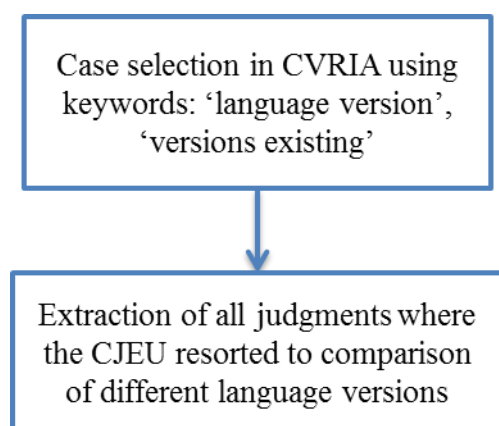 Case selection in CVRIA using
keywords: ‘language version’,
‘versions existing’
Extraction of all judgments where
the CJEU resorted to comparison
of different language versions